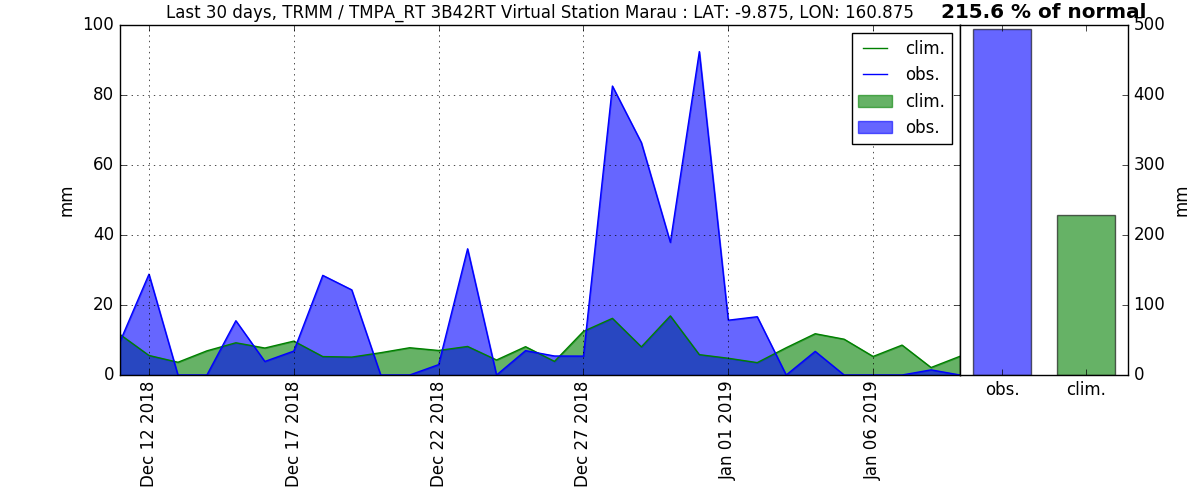 Last 30 days, TRMM / TMPA_RT 3B42RT Virtual Station Marau : LAT: -9.875, LON: 160.875
215.6 % of normal
100
80
60
40
20
0
mm
clim.
obs.
clim.
obs.
Dec 12 2018
Dec 17 2018
Dec 22 2018
Dec 27 2018
Jan 01 2019
Jan 06 2019
500
400
300
200
100
0
mm
obs.
clim.